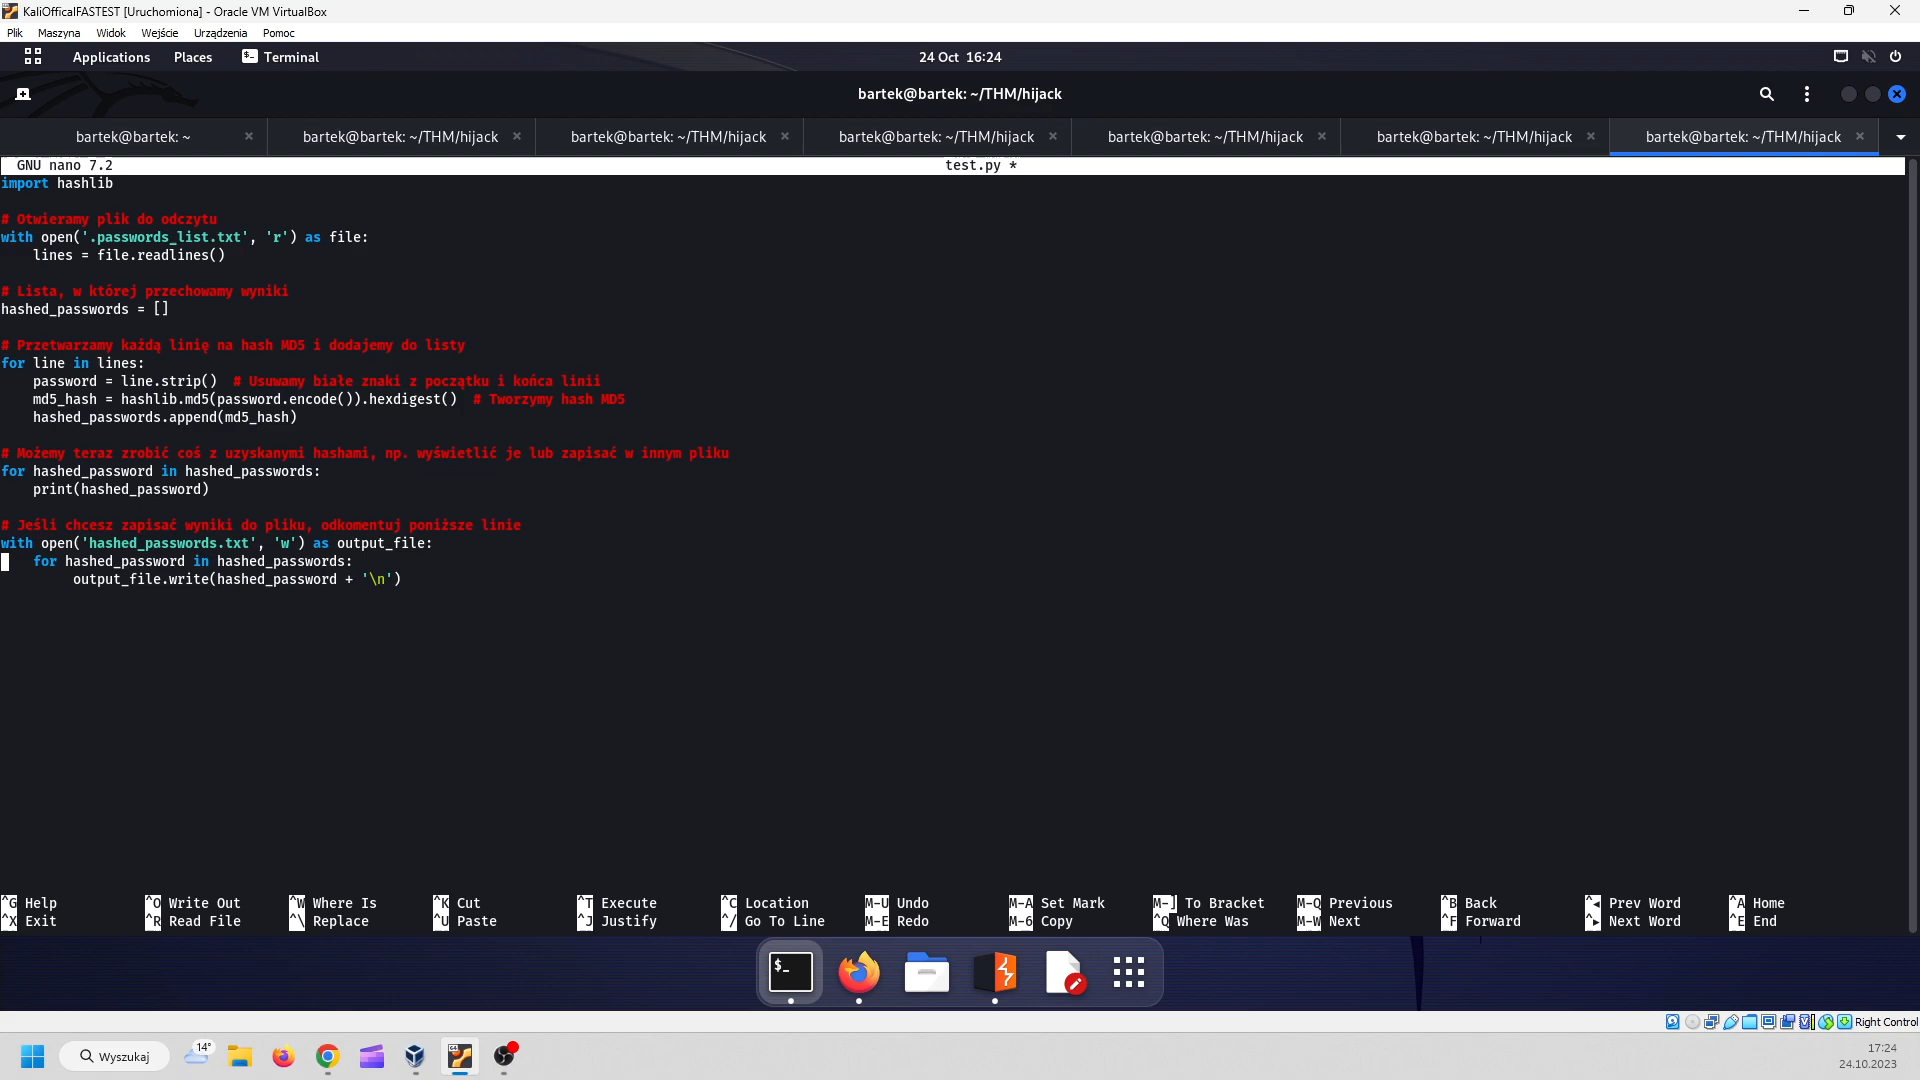 KaliOfficalFASTEST [Uruchomiona] - Oracle VM VirtualBox
Plik Maszyna Widok Wejście Urządzenia Pomoc
Applications Places Terminal 24 Oct 16:24
bartek@bartek: ~/THM/hijack
bartek@bartek: ~ bartek@bartek: ~/THM/hijack bartek@bartek: ~/THM/hijack bartek@bartek: ~/THM/hijack bartek@bartek: ~/THM/hijack bartek@bartek: ~/THM/hijack bartek@bartek: ~/THM/hijack
GNU nano 7.2 test.py *
import hashlib
# Otwieramy plik do odczytu
with open('.passwords_list.txt', 'r') as file:
    lines = file.readlines()
# Lista, w której przechowamy wyniki
hashed_passwords = []
# Przetwarzamy każdą linię na hash MD5 i dodajemy do listy
for line in lines:
    password = line.strip()  # Usuwamy białe znaki z początku i końca linii
    md5_hash = hashlib.md5(password.encode()).hexdigest()  # Tworzymy hash MD5
    hashed_passwords.append(md5_hash)
# Możemy teraz zrobić coś z uzyskanymi hashami, np. wyświetlić je lub zapisać w innym pliku
for hashed_password in hashed_passwords:
    print(hashed_password)
# Jeśli chcesz zapisać wyniki do pliku, odkomentuj poniższe linie
with open('hashed_passwords.txt', 'w') as output_file:
    for hashed_password in hashed_passwords:
         output_file.write(hashed_password + '\n')
^G Help ^O Write Out ^W Where Is ^K Cut ^T Execute ^C Location M-U Undo M-A Set Mark M-] To Bracket M-Q Previous ^B Back ^◂ Prev Word ^A Home
^X Exit ^R Read File ^\ Replace ^U Paste ^J Justify ^/ Go To Line M-E Redo M-6 Copy ^Q Where Was M-W Next ^F Forward ^▸ Next Word ^E End
$_
Right Control
14° Wyszukaj 64 17:24
24.10.2023